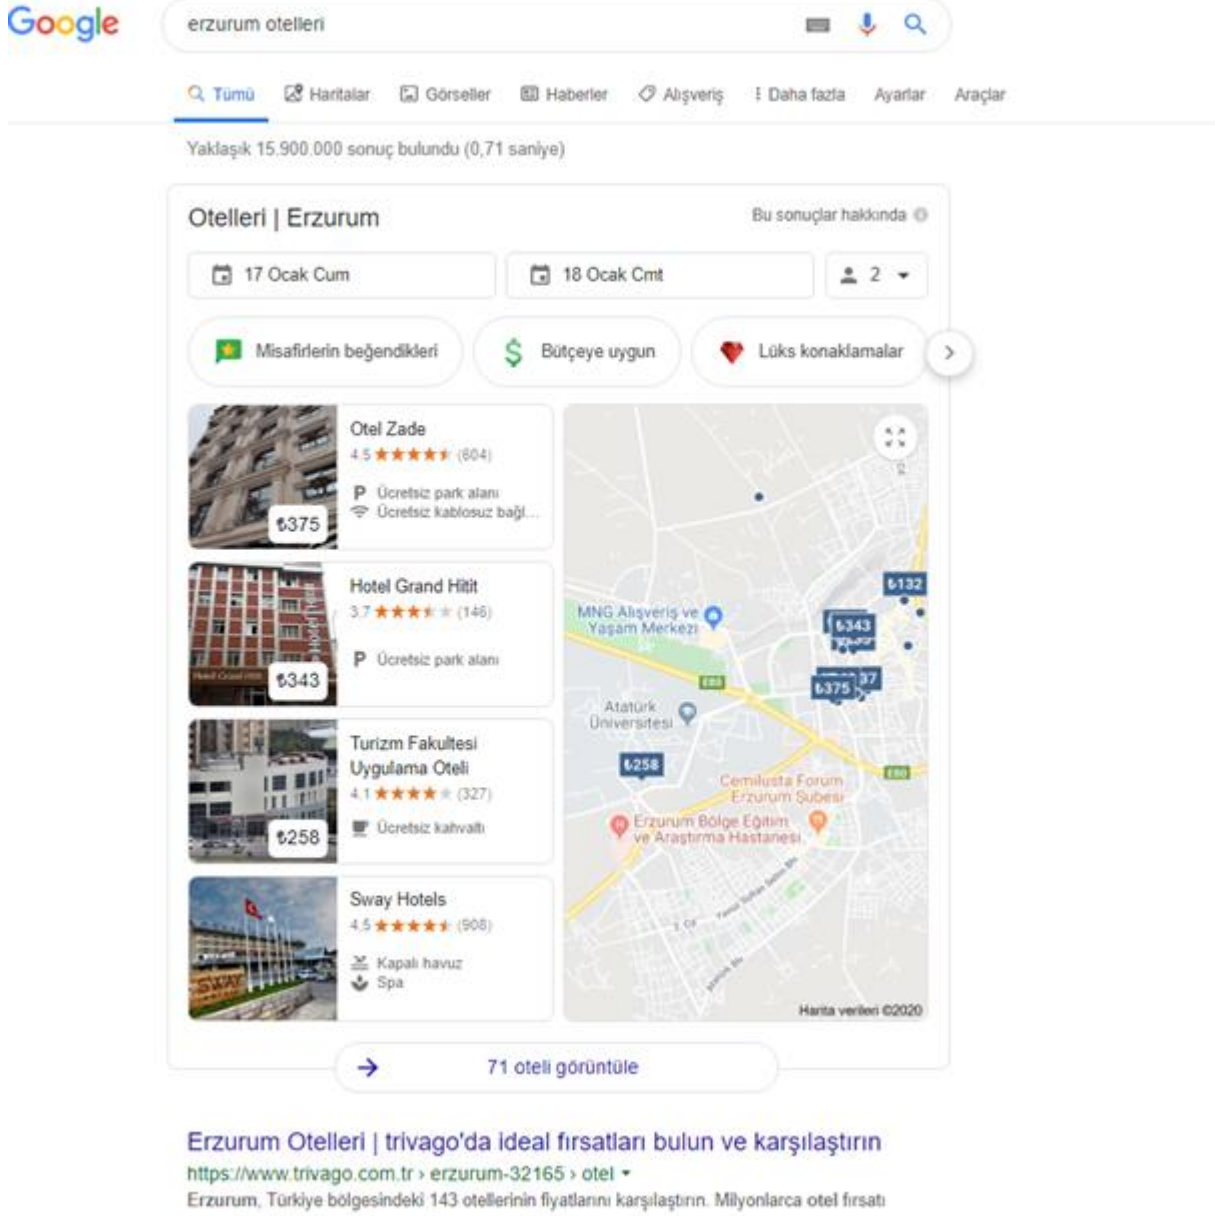 Google
erzurum otelleri
Tümü Haritalar Görseller Haberler Alışveriş Daha fazla Ayarlar Araçlar
Yaklaşık 15.900.000 sonuç bulundu (0,71 saniye)
Otelleri | Erzurum
Bu sonuçlar hakkında
17 Ocak Cum
18 Ocak Cmt
2
Misafirlerin beğendikleri
Bütçeye uygun
Lüks konaklamalar
Otel Zade
4.5 (604)
P Ücretsiz park alanı
Ücretsiz kablosuz bağl...
₺375
Hotel Grand Hitit
3.7 (146)
P Ücretsiz park alanı
₺343
Turizm Fakultesi
Uygulama Oteli
4.1 (327)
Ücretsiz kahvaltı
₺258
Sway Hotels
4.5 (908)
Kapalı havuz
Spa
SWAY
₺132
MNG Alışveriş ve
Yaşam Merkezi
₺343
E80
₺375
37
Atatürk
Üniversitesi
₺258
E80
Cemilusta Forum
Erzurum Şubesi
Erzurum Bölge Eğitim
ve Araştırma Hastanesi
Harita verileri ©2020
71 oteli görüntüle
Erzurum Otelleri | trivago'da ideal fırsatları bulun ve karşılaştırın
https://www.trivago.com.tr › erzurum-32165 › otel
Erzurum, Türkiye bölgesindeki 143 otellerinin fiyatlarını karşılaştırın. Milyonlarca otel fırsatı